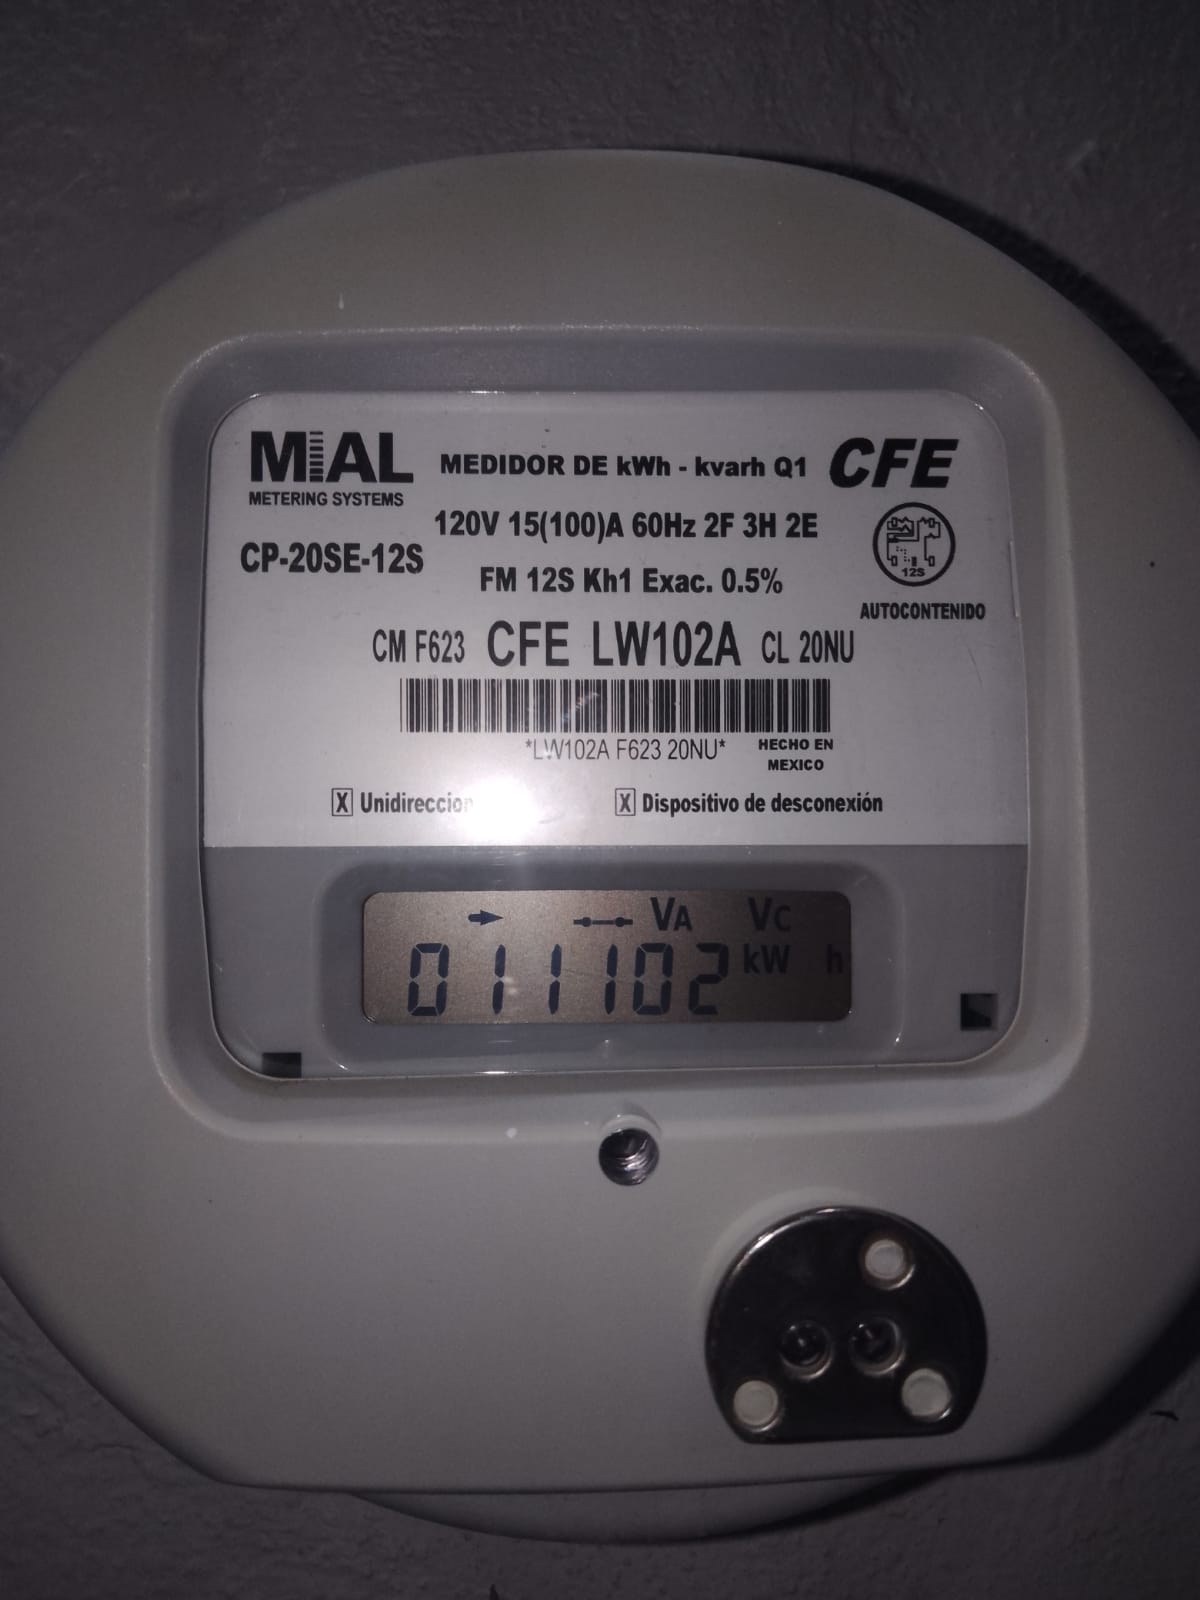 MIAL
METERING SYSTEMS
MEDIDOR DE kWh - kvarh Q1
CFE
120V 15(100)A 60Hz 2F 3H 2E
CP-20SE-12S
FM 12S Kh1 Exac. 0.5%
12S
AUTOCONTENIDO
CM F623 CFE LW102A CL 20NU
*LW102A F623 20NU*
HECHO EN
MEXICO
X X Dispositivo de desconexión
VA VC
011102 kW h